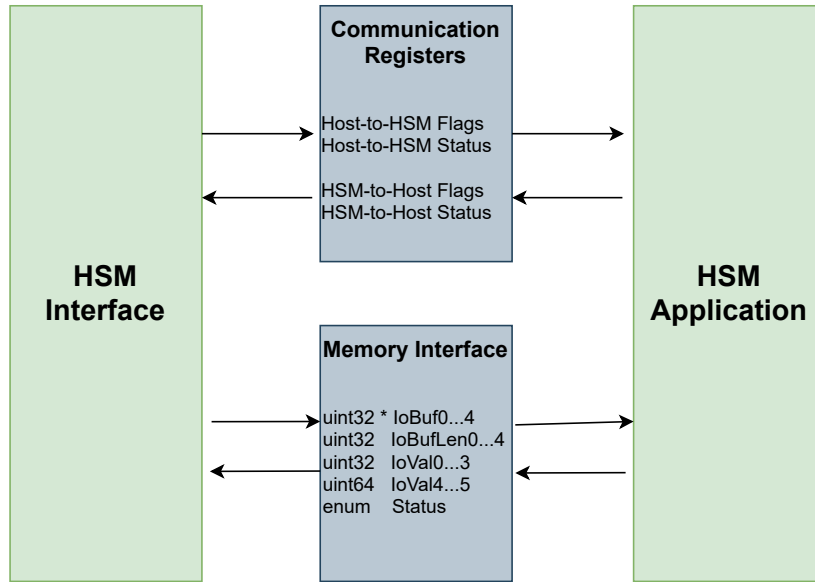 Communication
Registers
Host-to-HSM Flags
Host-to-HSM Status
HSM-to-Host Flags
HSM-to-Host Status
HSM
Interface
HSM
Application
Memory Interface
uint32 * IoBuf0...4
uint32 IoBufLen0...4
uint32 IoVal0...3
uint64 IoVal4...5
enum Status